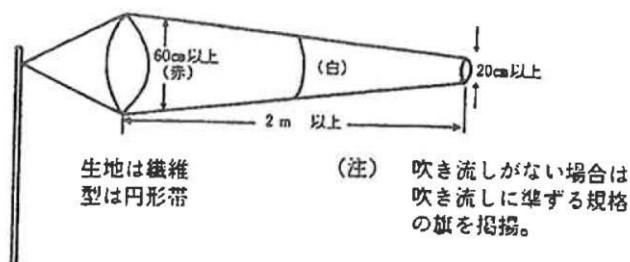 60cm以上
(赤)
(白)
20cm以上
2m 以上
生地は繊維
型は円形帯
(注) 吹き流しがない場合は
吹き流しに準ずる規格
の旗を掲揚。